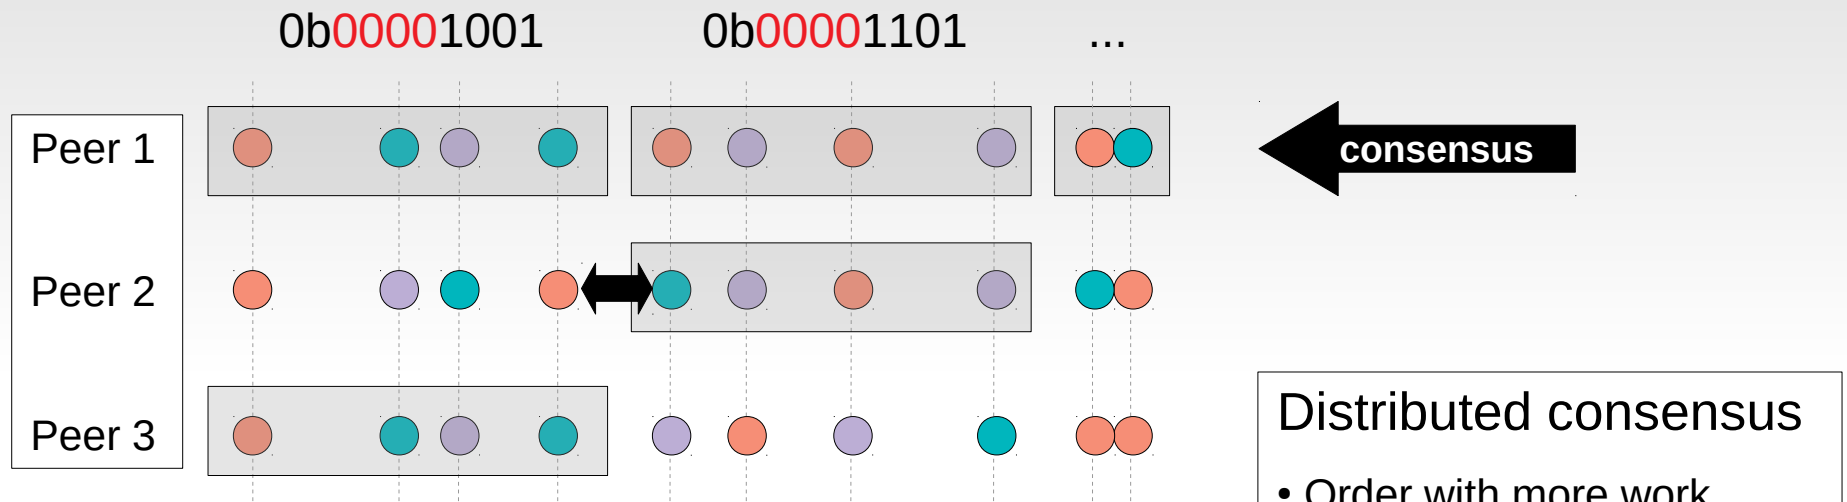 0b00001001 0b00001101 ...
Peer 1
consensus
Peer 2
Peer 3
Distributed consensus
• Order with more work